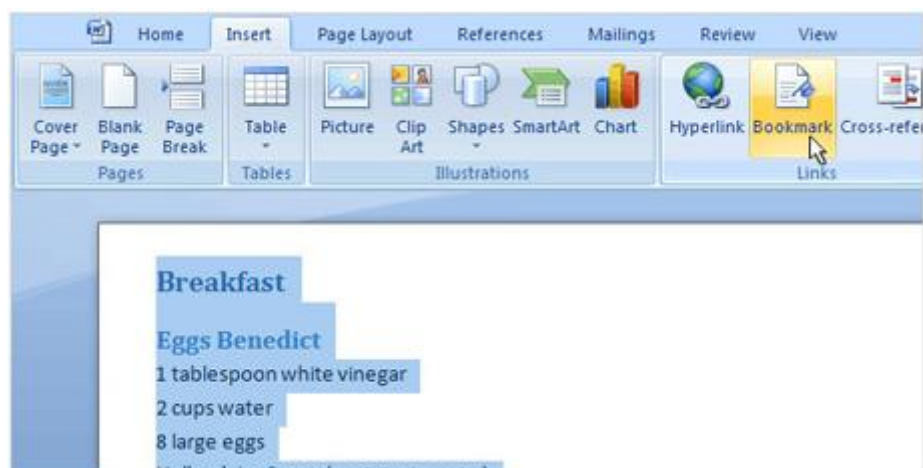 Home Insert Page Layout References Mailings Review View
Cover Page Blank Page Page Break Table Picture Clip Art Shapes SmartArt Chart Hyperlink Bookmark
Pages Tables Illustrations Links
Breakfast
Eggs Benedict
1 tablespoon white vinegar
2 cups water
8 large eggs